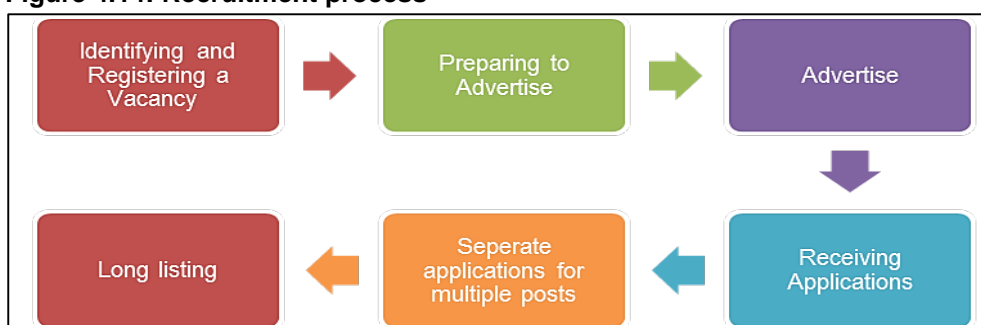 Figure Recruitment process
Identifying and
Registering a
Vacancy
Preparing to
Advertise
Advertise
Receiving
Applications
Seperate
applications for
multiple posts
Long listing